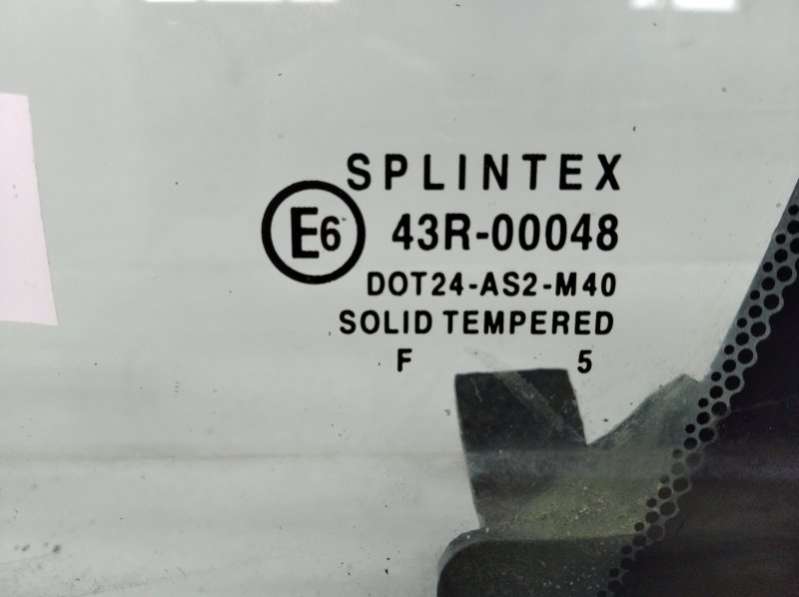 SPLINTEX
E6 43R-00048
DOT24-AS2-M40
SOLID TEMPERED
F 5